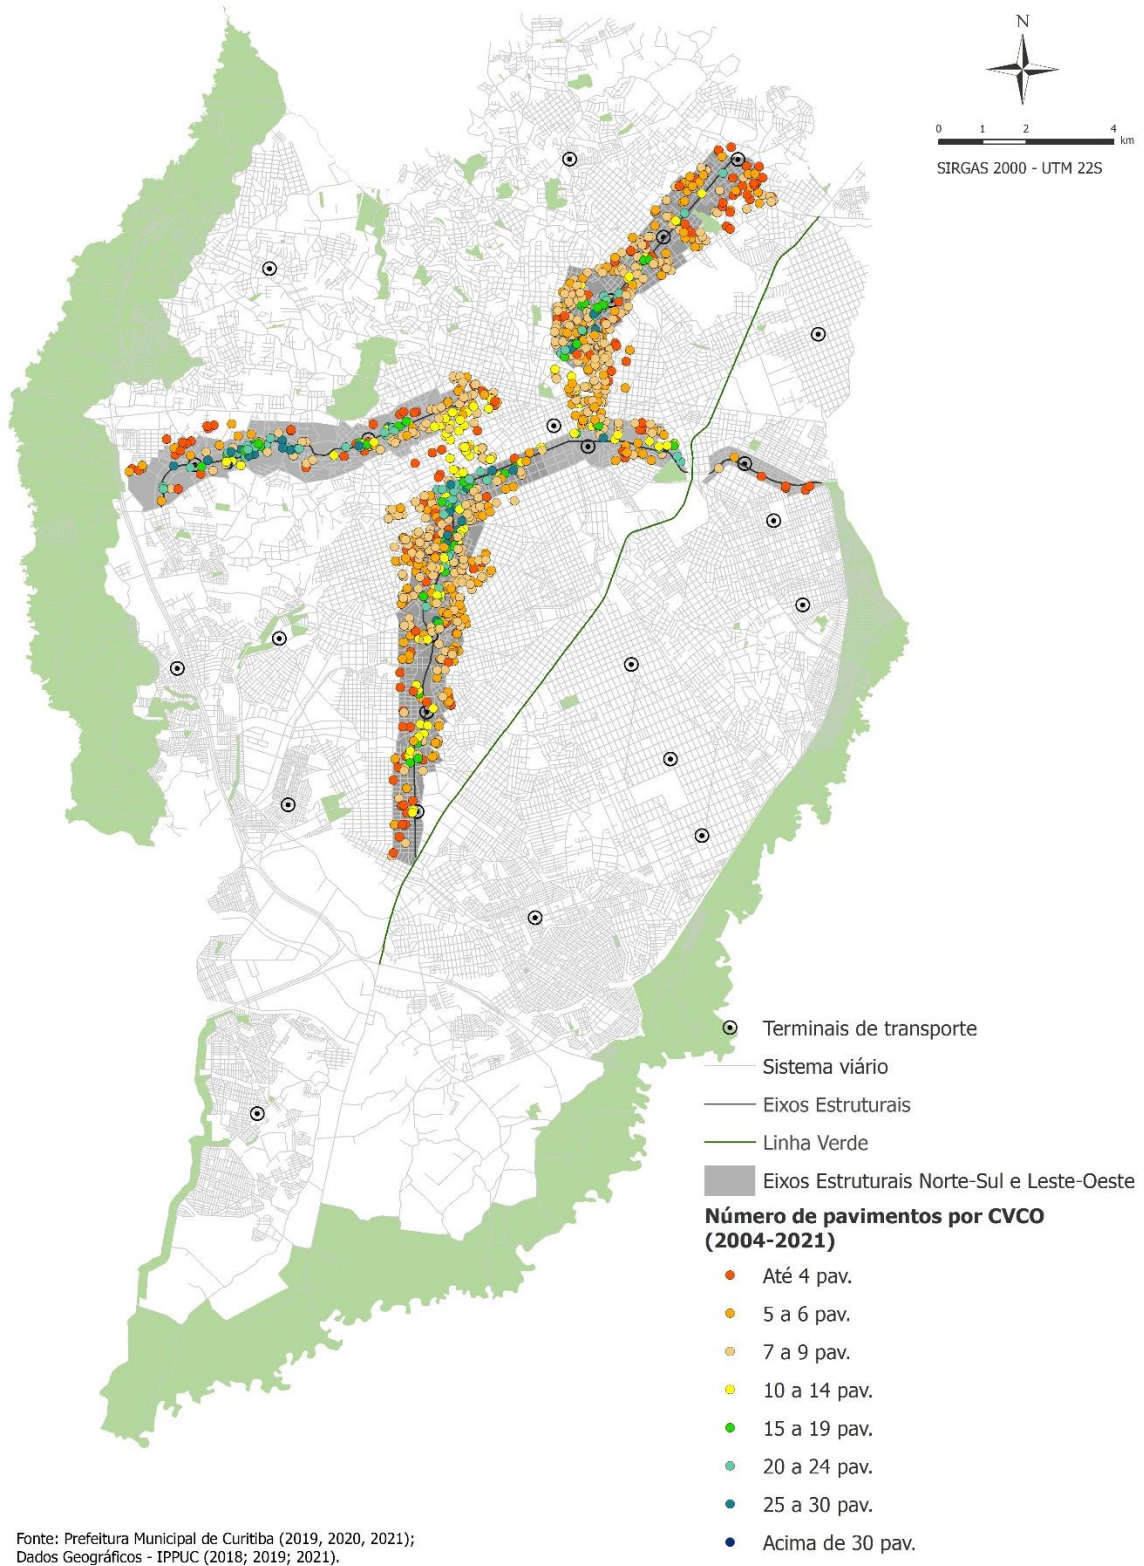 N
0 1 2 4
km
SIRGAS 2000 - UTM 22S
Terminais de transporte
Sistema viário
Eixos Estruturais
Linha Verde
Eixos Estruturais Norte-Sul e Leste-Oeste
Número de pavimentos por CVCO
(2004-2021)
Até 4 pav.
5 a 6 pav.
7 a 9 pav.
10 a 14 pav.
15 a 19 pav.
20 a 24 pav.
25 a 30 pav.
Acima de 30 pav.
Fonte: Prefeitura Municipal de Curitiba (2019, 2020, 2021);
Dados Geográficos - IPPUC (2018; 2019; 2021).